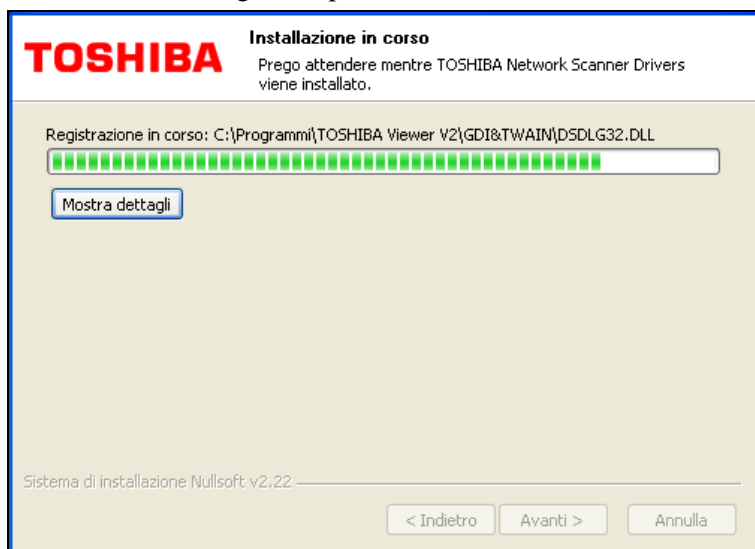 TOSHIBA
Installazione in corso
Prego attendere mentre TOSHIBA Network Scanner Drivers
viene installato.
Registrazione in corso: C:\Programmi\TOSHIBA Viewer V2\GDI&TWAIN\DSDLG32.DLL
Mostra dettagli
Sistema di installazione Nullsoft v2.22
< Indietro
Avanti >
Annulla